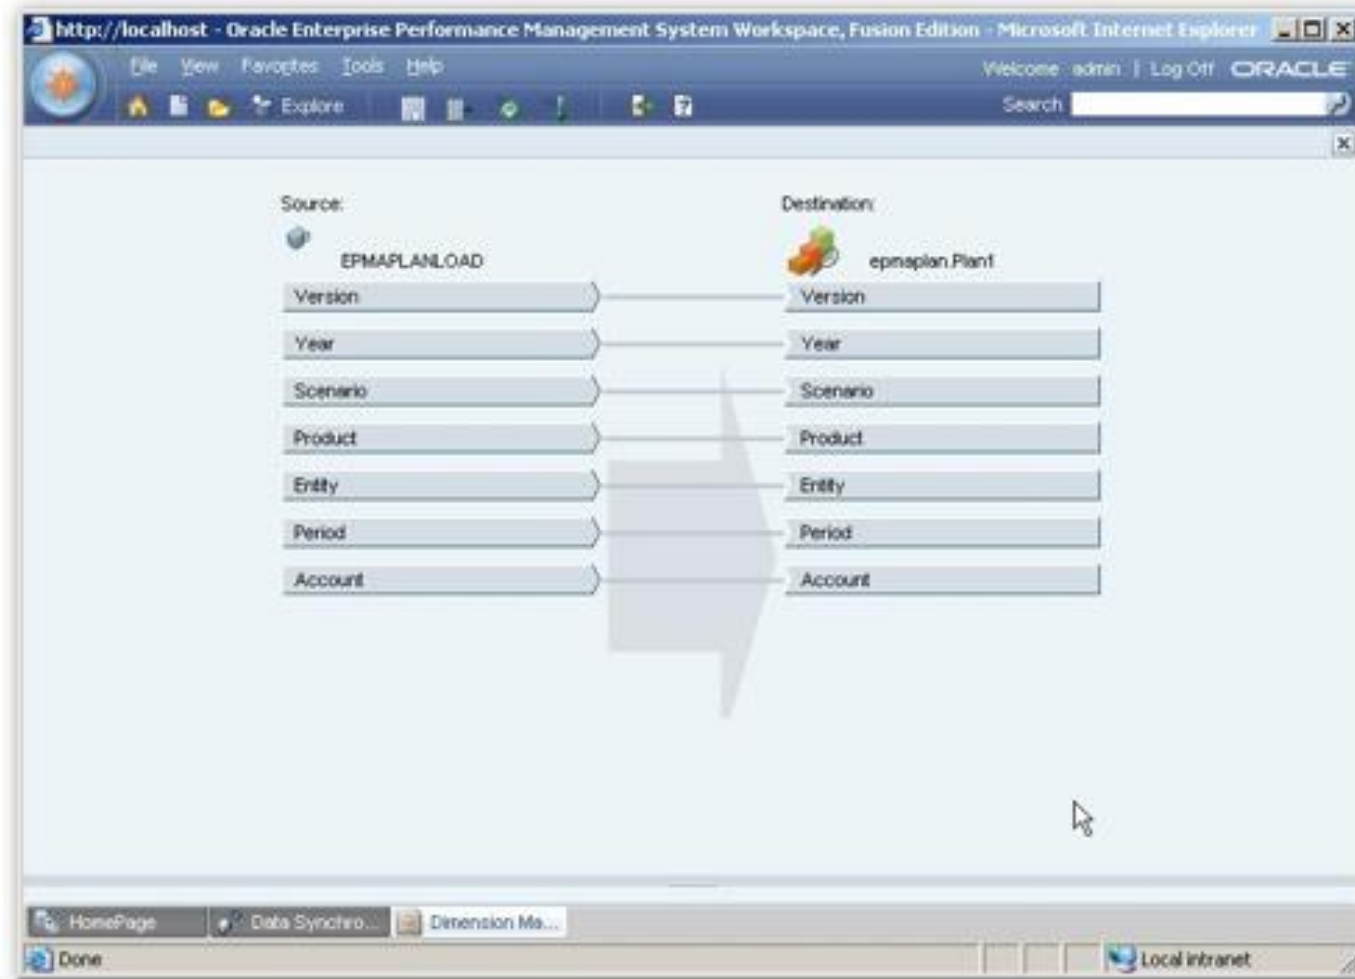 http://localhost - Oracle Enterprise Performance Management System Workspace, Fusion Edition - Microsoft Internet Explorer
File View Favorites Tools Help
Welcome admin | Log Off ORACLE
Explore
Search
Source:
Destination:
EPMAPLANLOAD
epmaplan.Plan1
Version
Version
Year
Year
Scenario
Scenario
Product
Product
Entity
Entity
Period
Period
Account
Account
HomePage
Data Synchro...
Dimension Ma...
Done
Local intranet